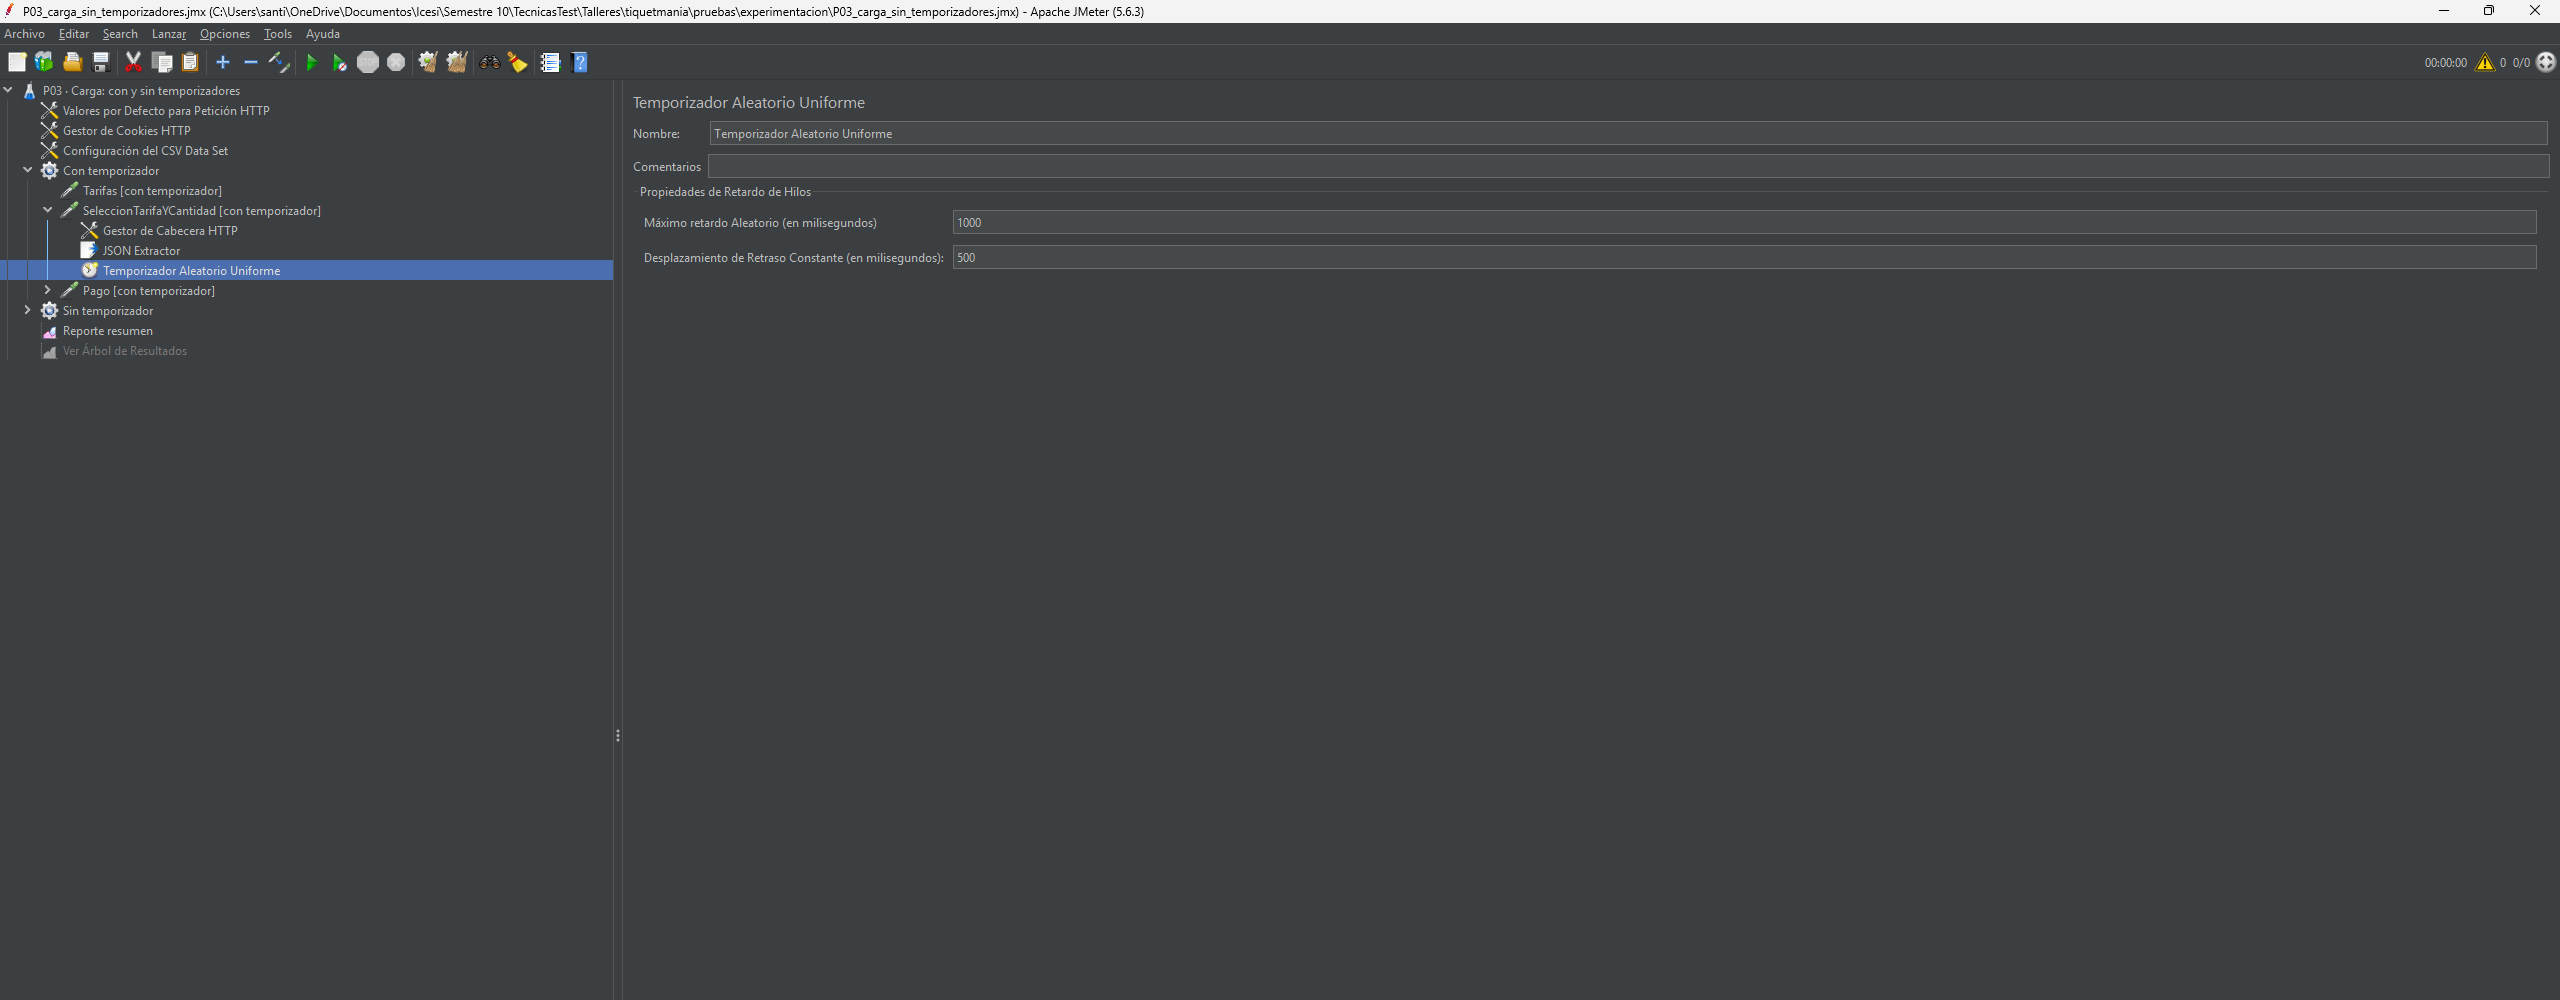 P03_carga_sin_temporizadores.jmx (C:\Users\santi\OneDrive\Documentos\Icesi\Semestre 10\TecnicasTest\Talleres\tiquetmania\pruebas\experimentacion\P03_carga_sin_temporizadores.jmx) - Apache JMeter (5.6.3)
Archivo Editar Search Lanzar Opciones Tools Ayuda
STOP
00:00:00 0 0/0
P03 · Carga: con y sin temporizadores
Valores por Defecto para Petición HTTP
Gestor de Cookies HTTP
Configuración del CSV Data Set
Con temporizador
Tarifas [con temporizador]
SeleccionTarifaYCantidad [con temporizador]
Gestor de Cabecera HTTP
JSON Extractor
Temporizador Aleatorio Uniforme
Pago [con temporizador]
Sin temporizador
Reporte resumen
Ver Árbol de Resultados
Temporizador Aleatorio Uniforme
Nombre: Temporizador Aleatorio Uniforme
Comentarios
Propiedades de Retardo de Hilos
Máximo retardo Aleatorio (en milisegundos) 1000
Desplazamiento de Retraso Constante (en milisegundos): 500